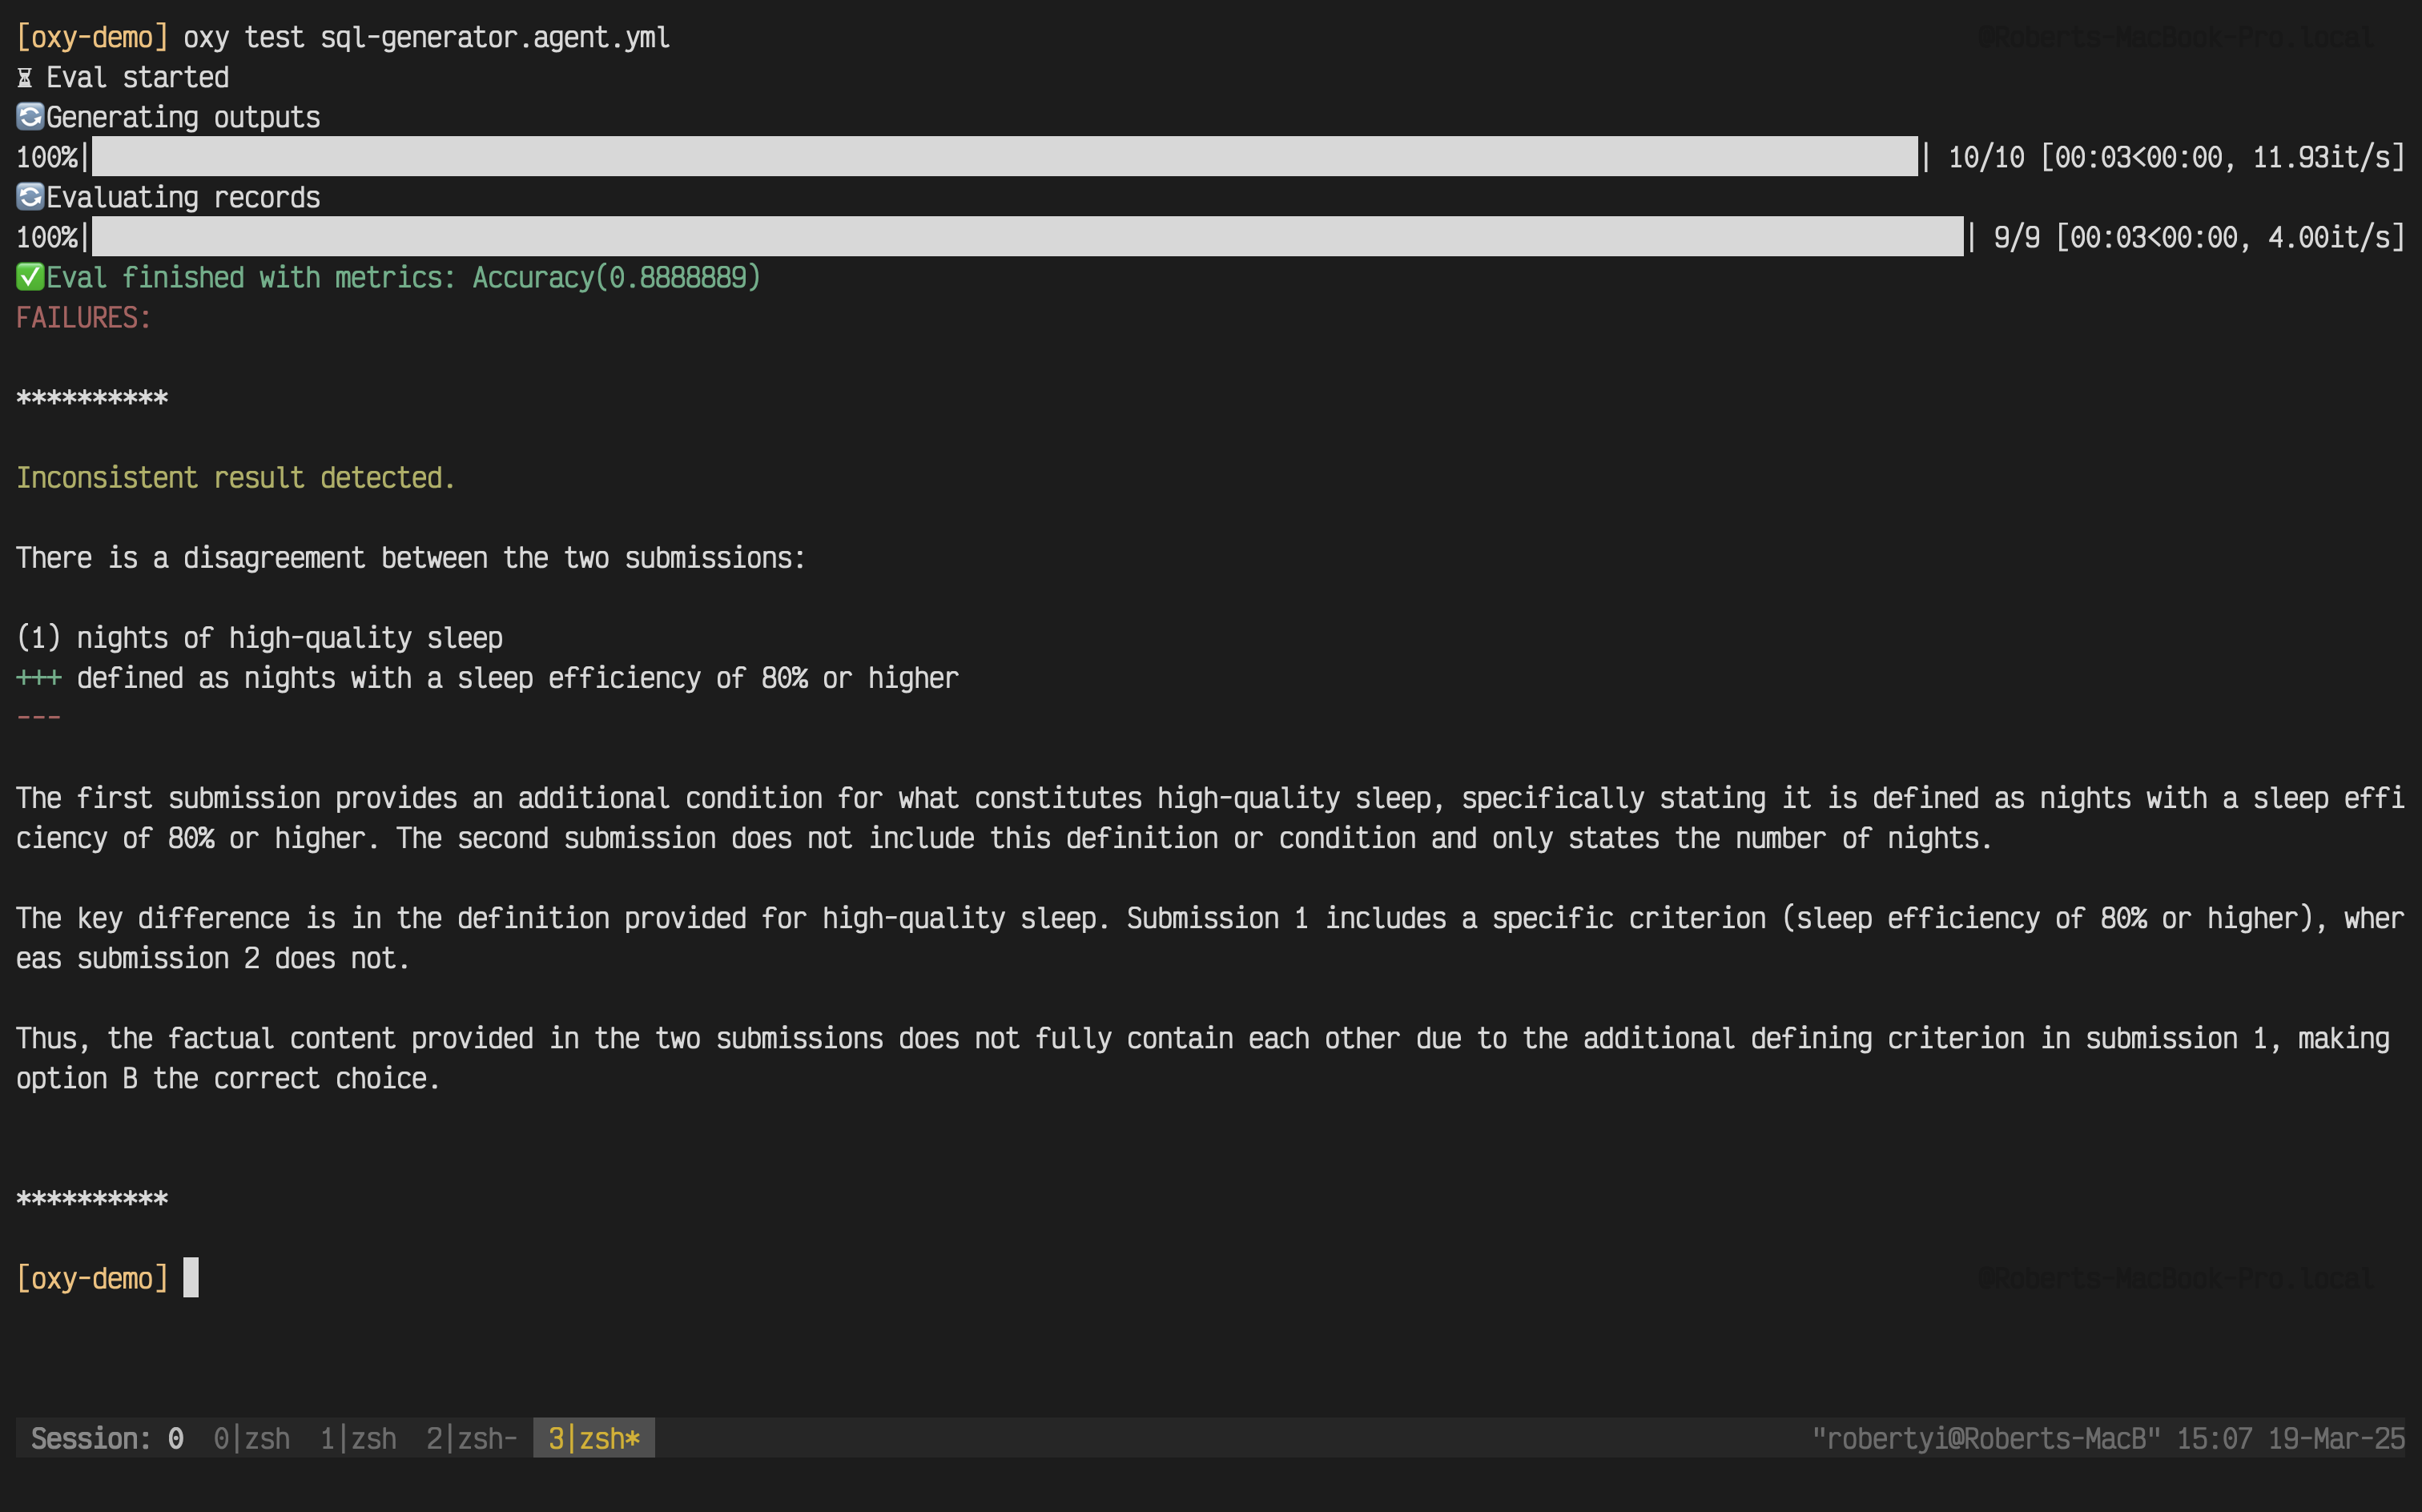 [oxy-demo] oxy test sql-generator.agent.yml @Roberts-MacBook-Pro.local
⌛ Eval started
🔄Generating outputs
100%| | 10/10 [00:03<00:00, 11.93it/s]
🔄Evaluating records
100%| | 9/9 [00:03<00:00, 4.00it/s]
✅Eval finished with metrics: Accuracy(0.8888889)
FAILURES:
**********
Inconsistent result detected.
There is a disagreement between the two submissions:
(1) nights of high-quality sleep
+++ defined as nights with a sleep efficiency of 80% or higher
---
The first submission provides an additional condition for what constitutes high-quality sleep, specifically stating it is defined as nights with a sleep effi
ciency of 80% or higher. The second submission does not include this definition or condition and only states the number of nights.
The key difference is in the definition provided for high-quality sleep. Submission 1 includes a specific criterion (sleep efficiency of 80% or higher), wher
eas submission 2 does not.
Thus, the factual content provided in the two submissions does not fully contain each other due to the additional defining criterion in submission 1, making
option B the correct choice.
**********
[oxy-demo] @Roberts-MacBook-Pro.local
Session: 0 0|zsh 1|zsh 2|zsh- 3|zsh* "robertyi@Roberts-MacB" 15:07 19-Mar-25